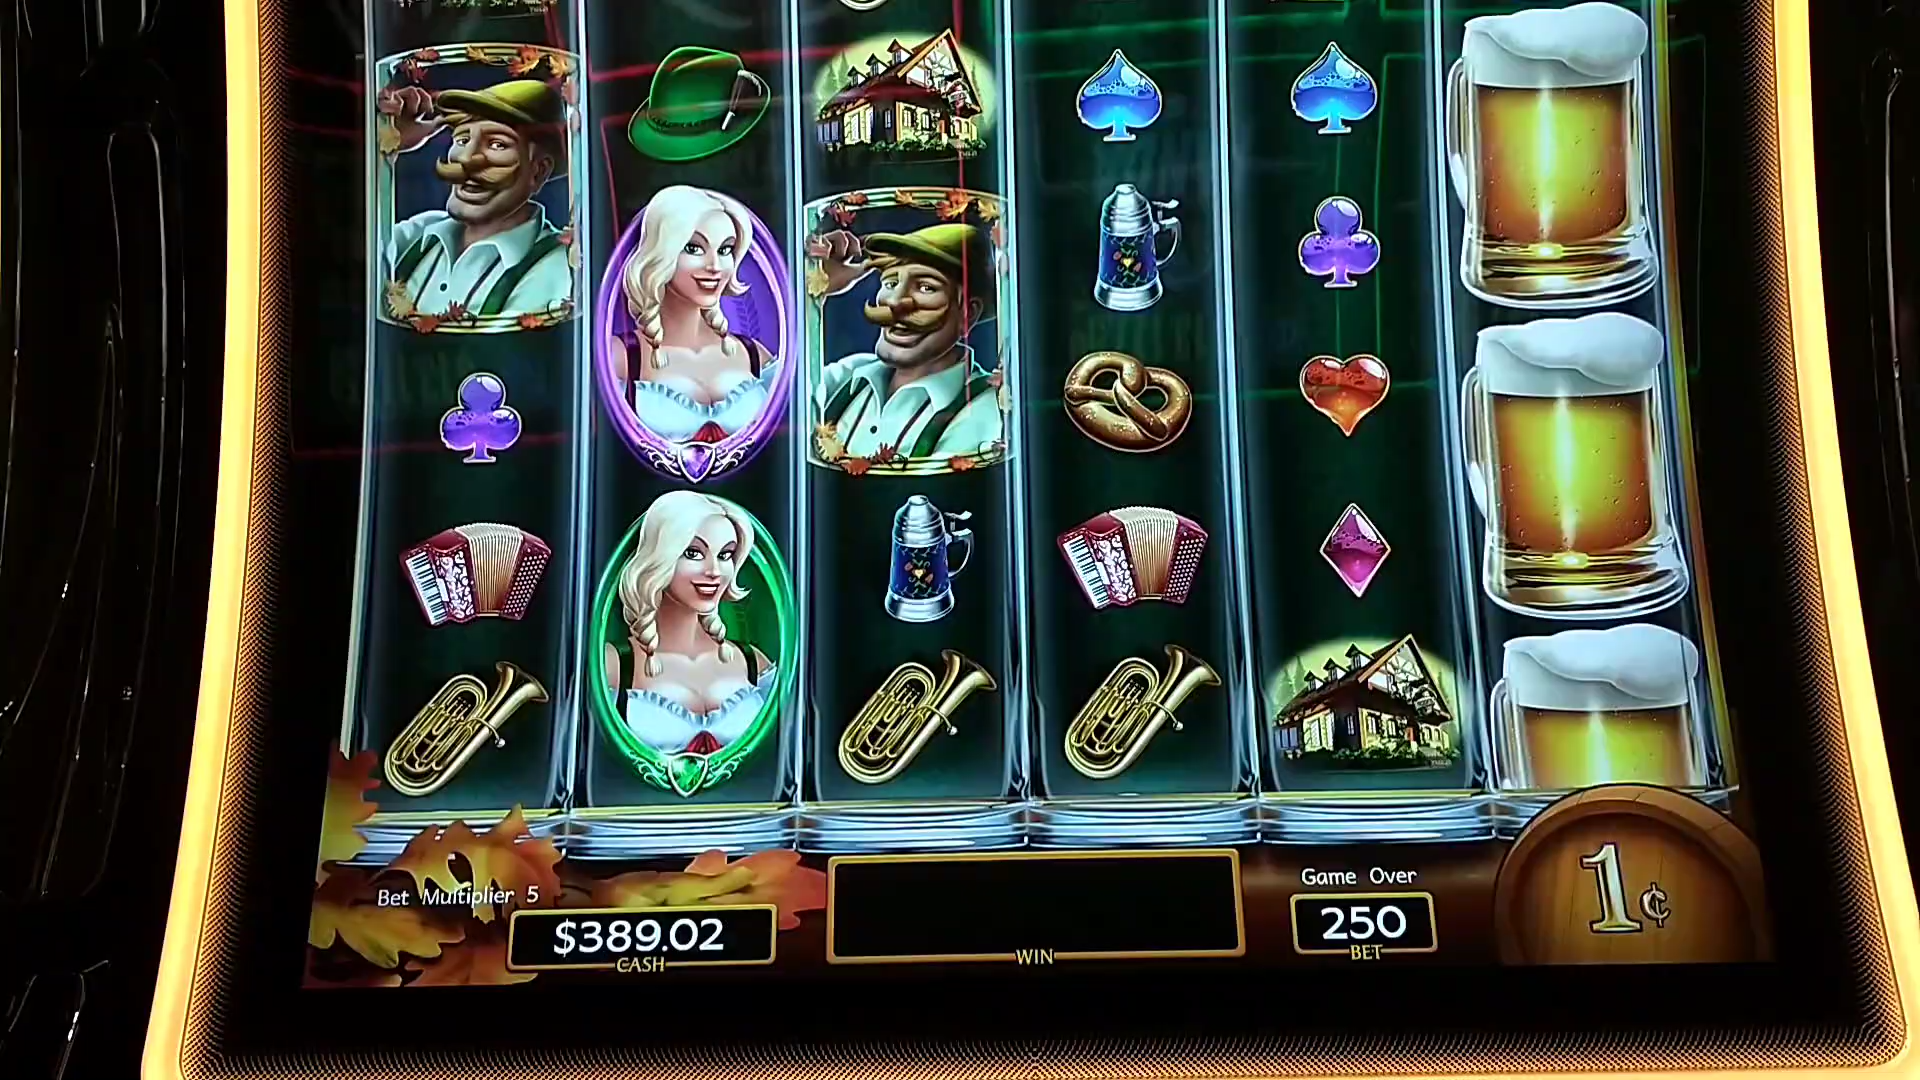 Bet Multiplier 5
$389.02
CASH
WIN
Game Over
250
BET
1¢